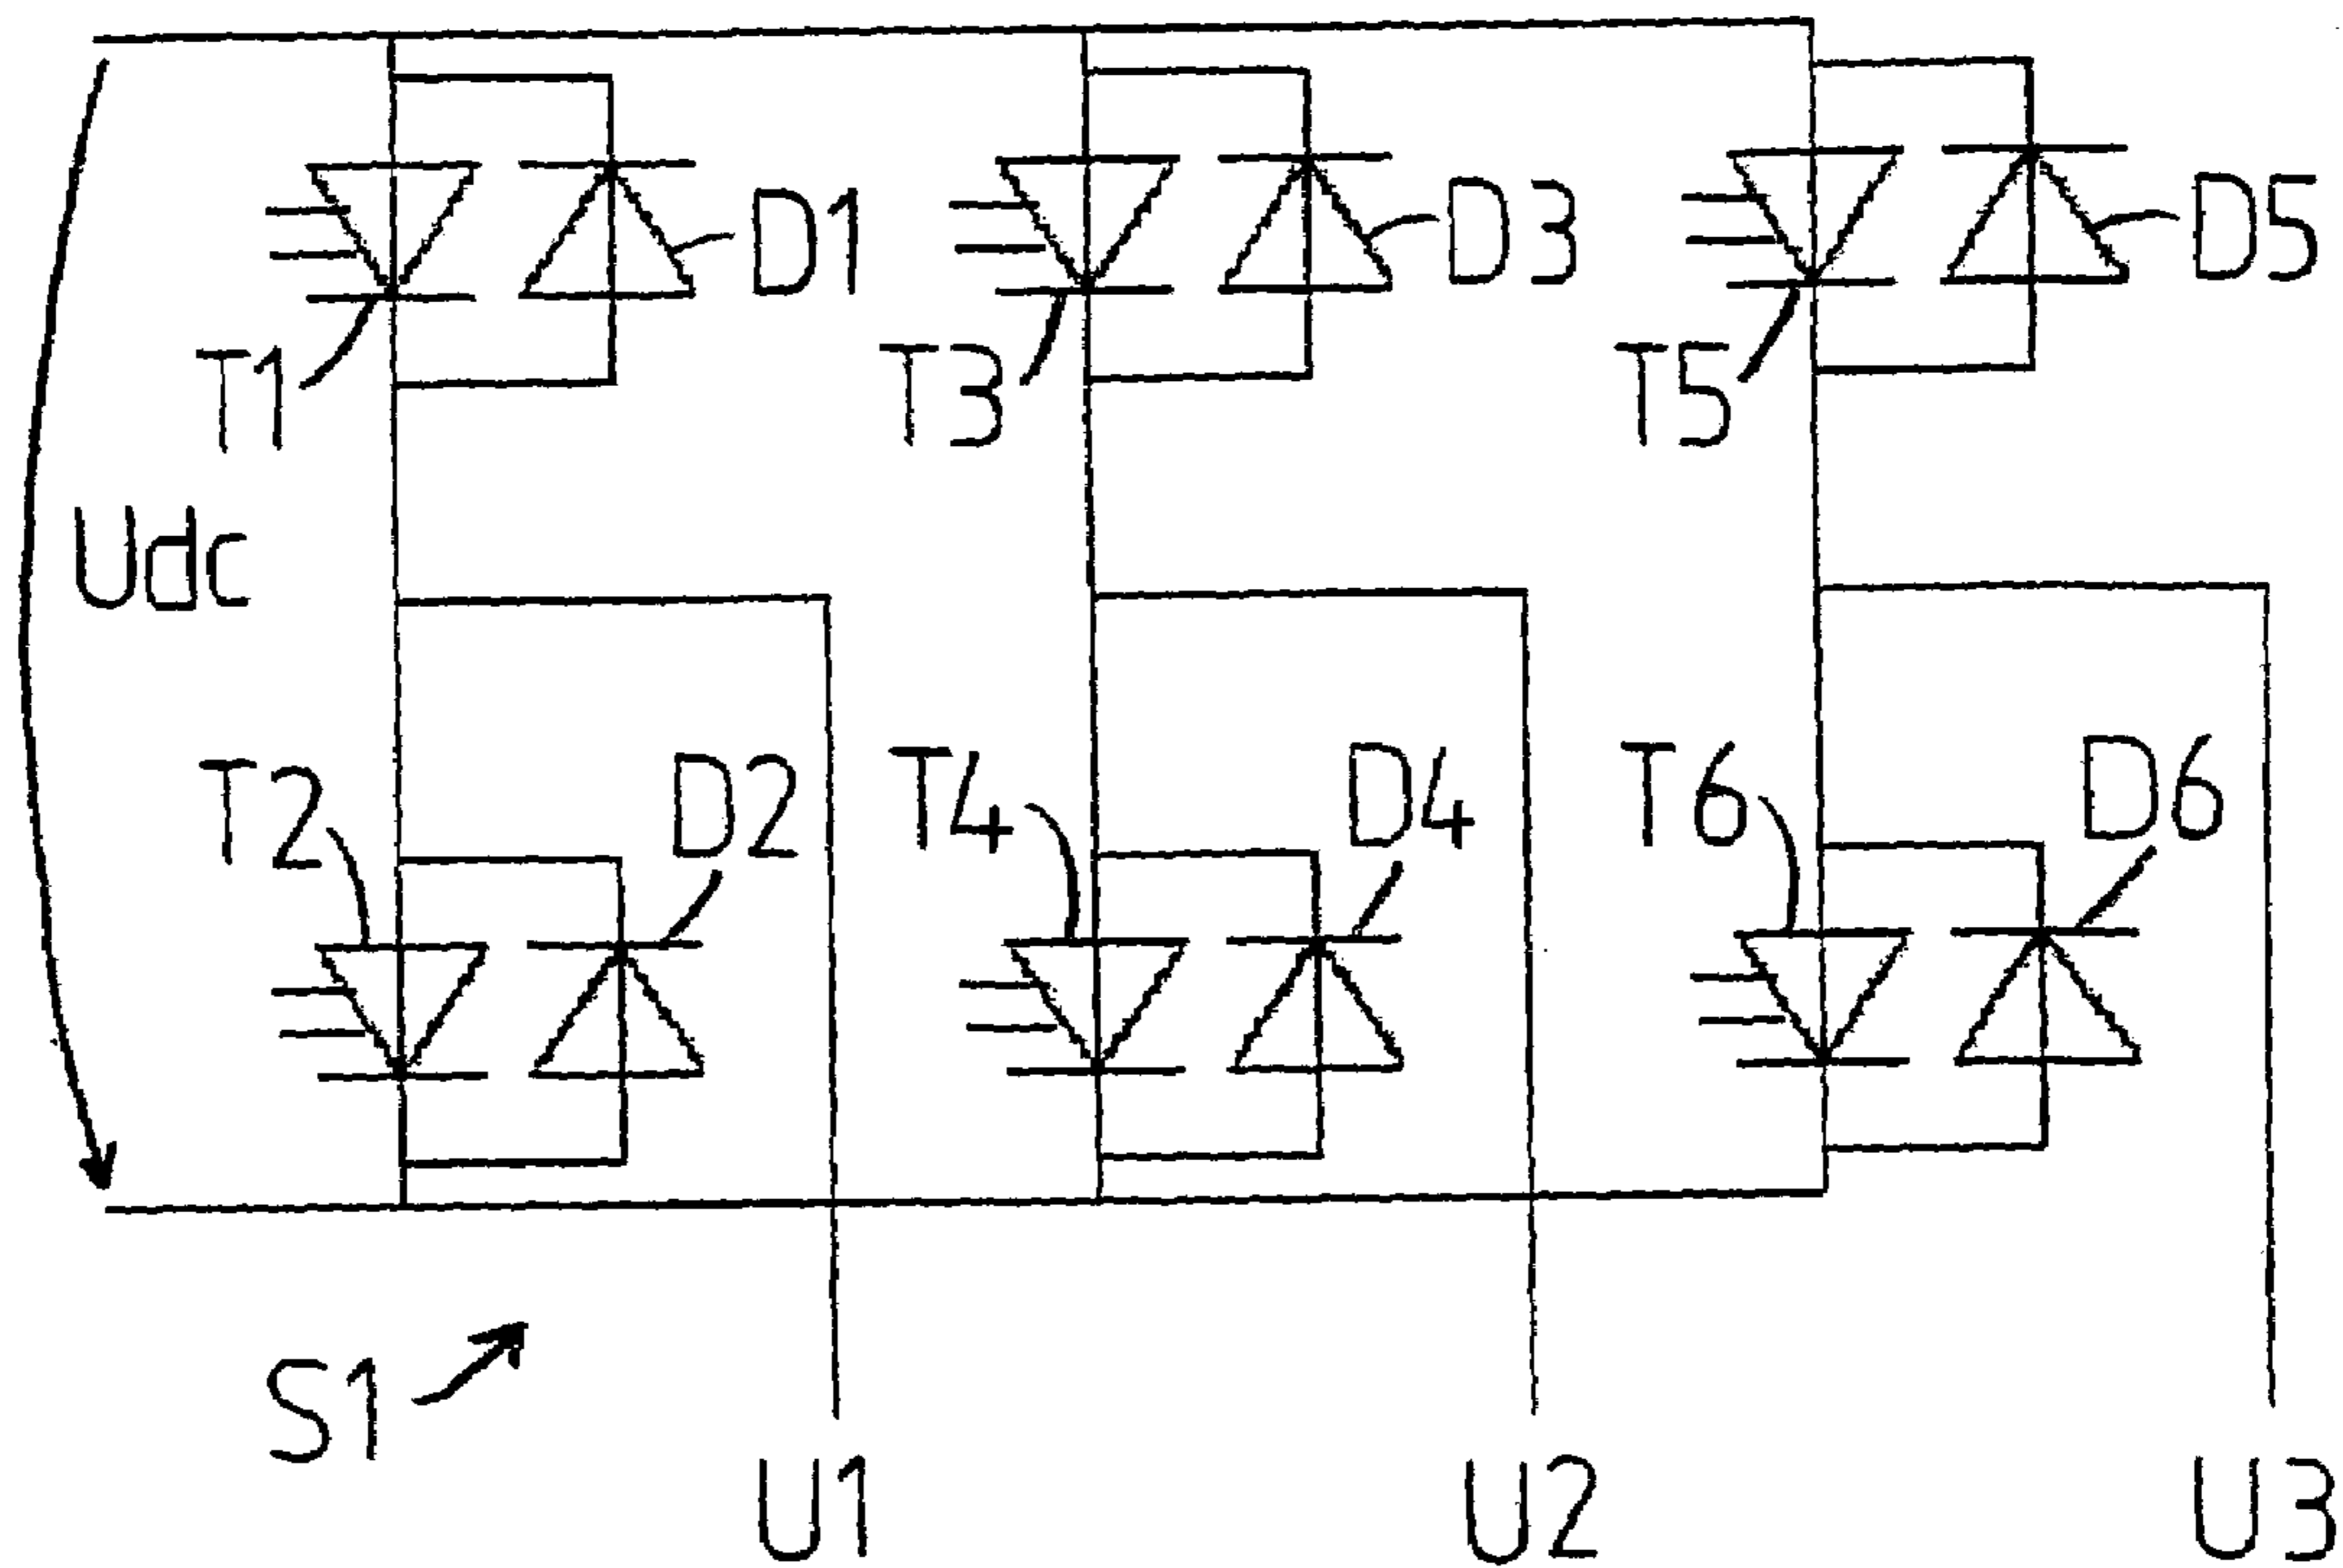 D1 D3 D5
T1 T3 T5
Udc
T2 D2 T4 D4 T6 D6
S1
U1 U2 U3